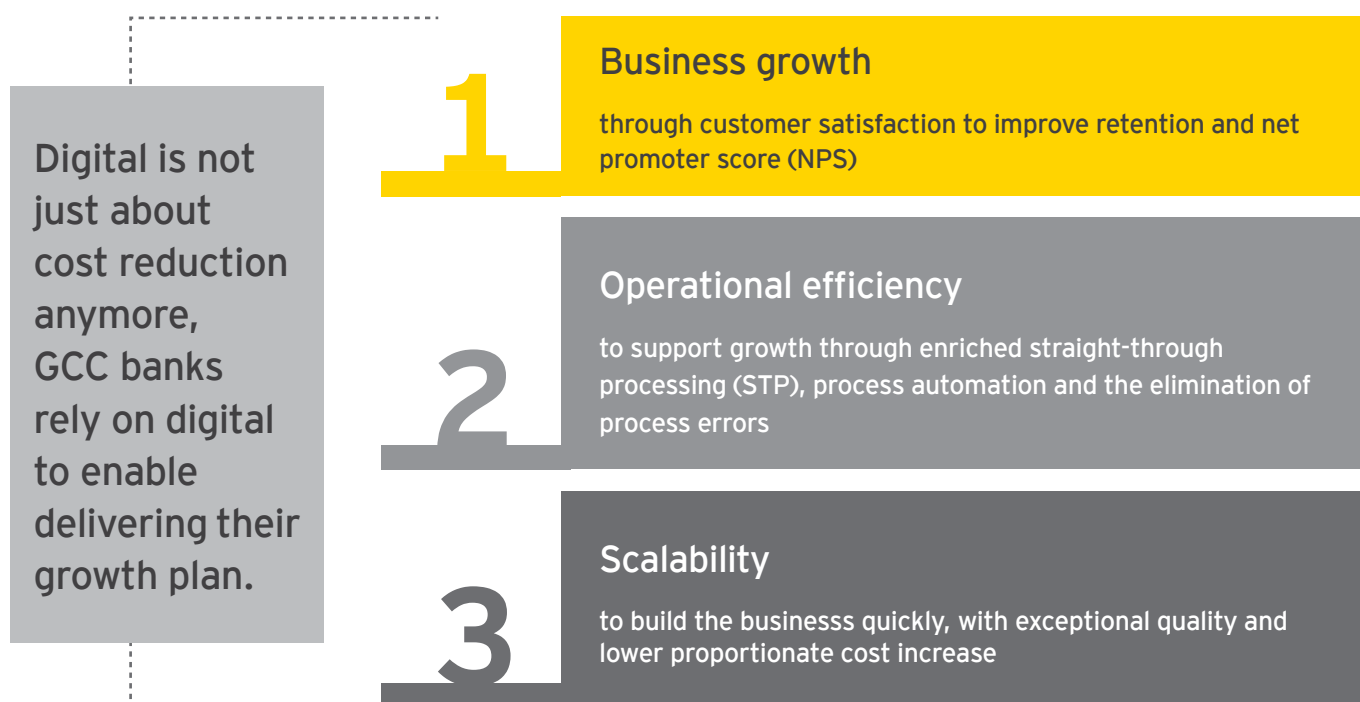 Digital is not
just about
cost reduction
anymore,
GCC banks
rely on digital
to enable
delivering their
growth plan.
1
Business growth
through customer satisfaction to improve retention and net
promoter score (NPS)
2
Operational efficiency
to support growth through enriched straight-through
processing (STP), process automation and the elimination of
process errors
3
Scalability
to build the businesss quickly, with exceptional quality and
lower proportionate cost increase